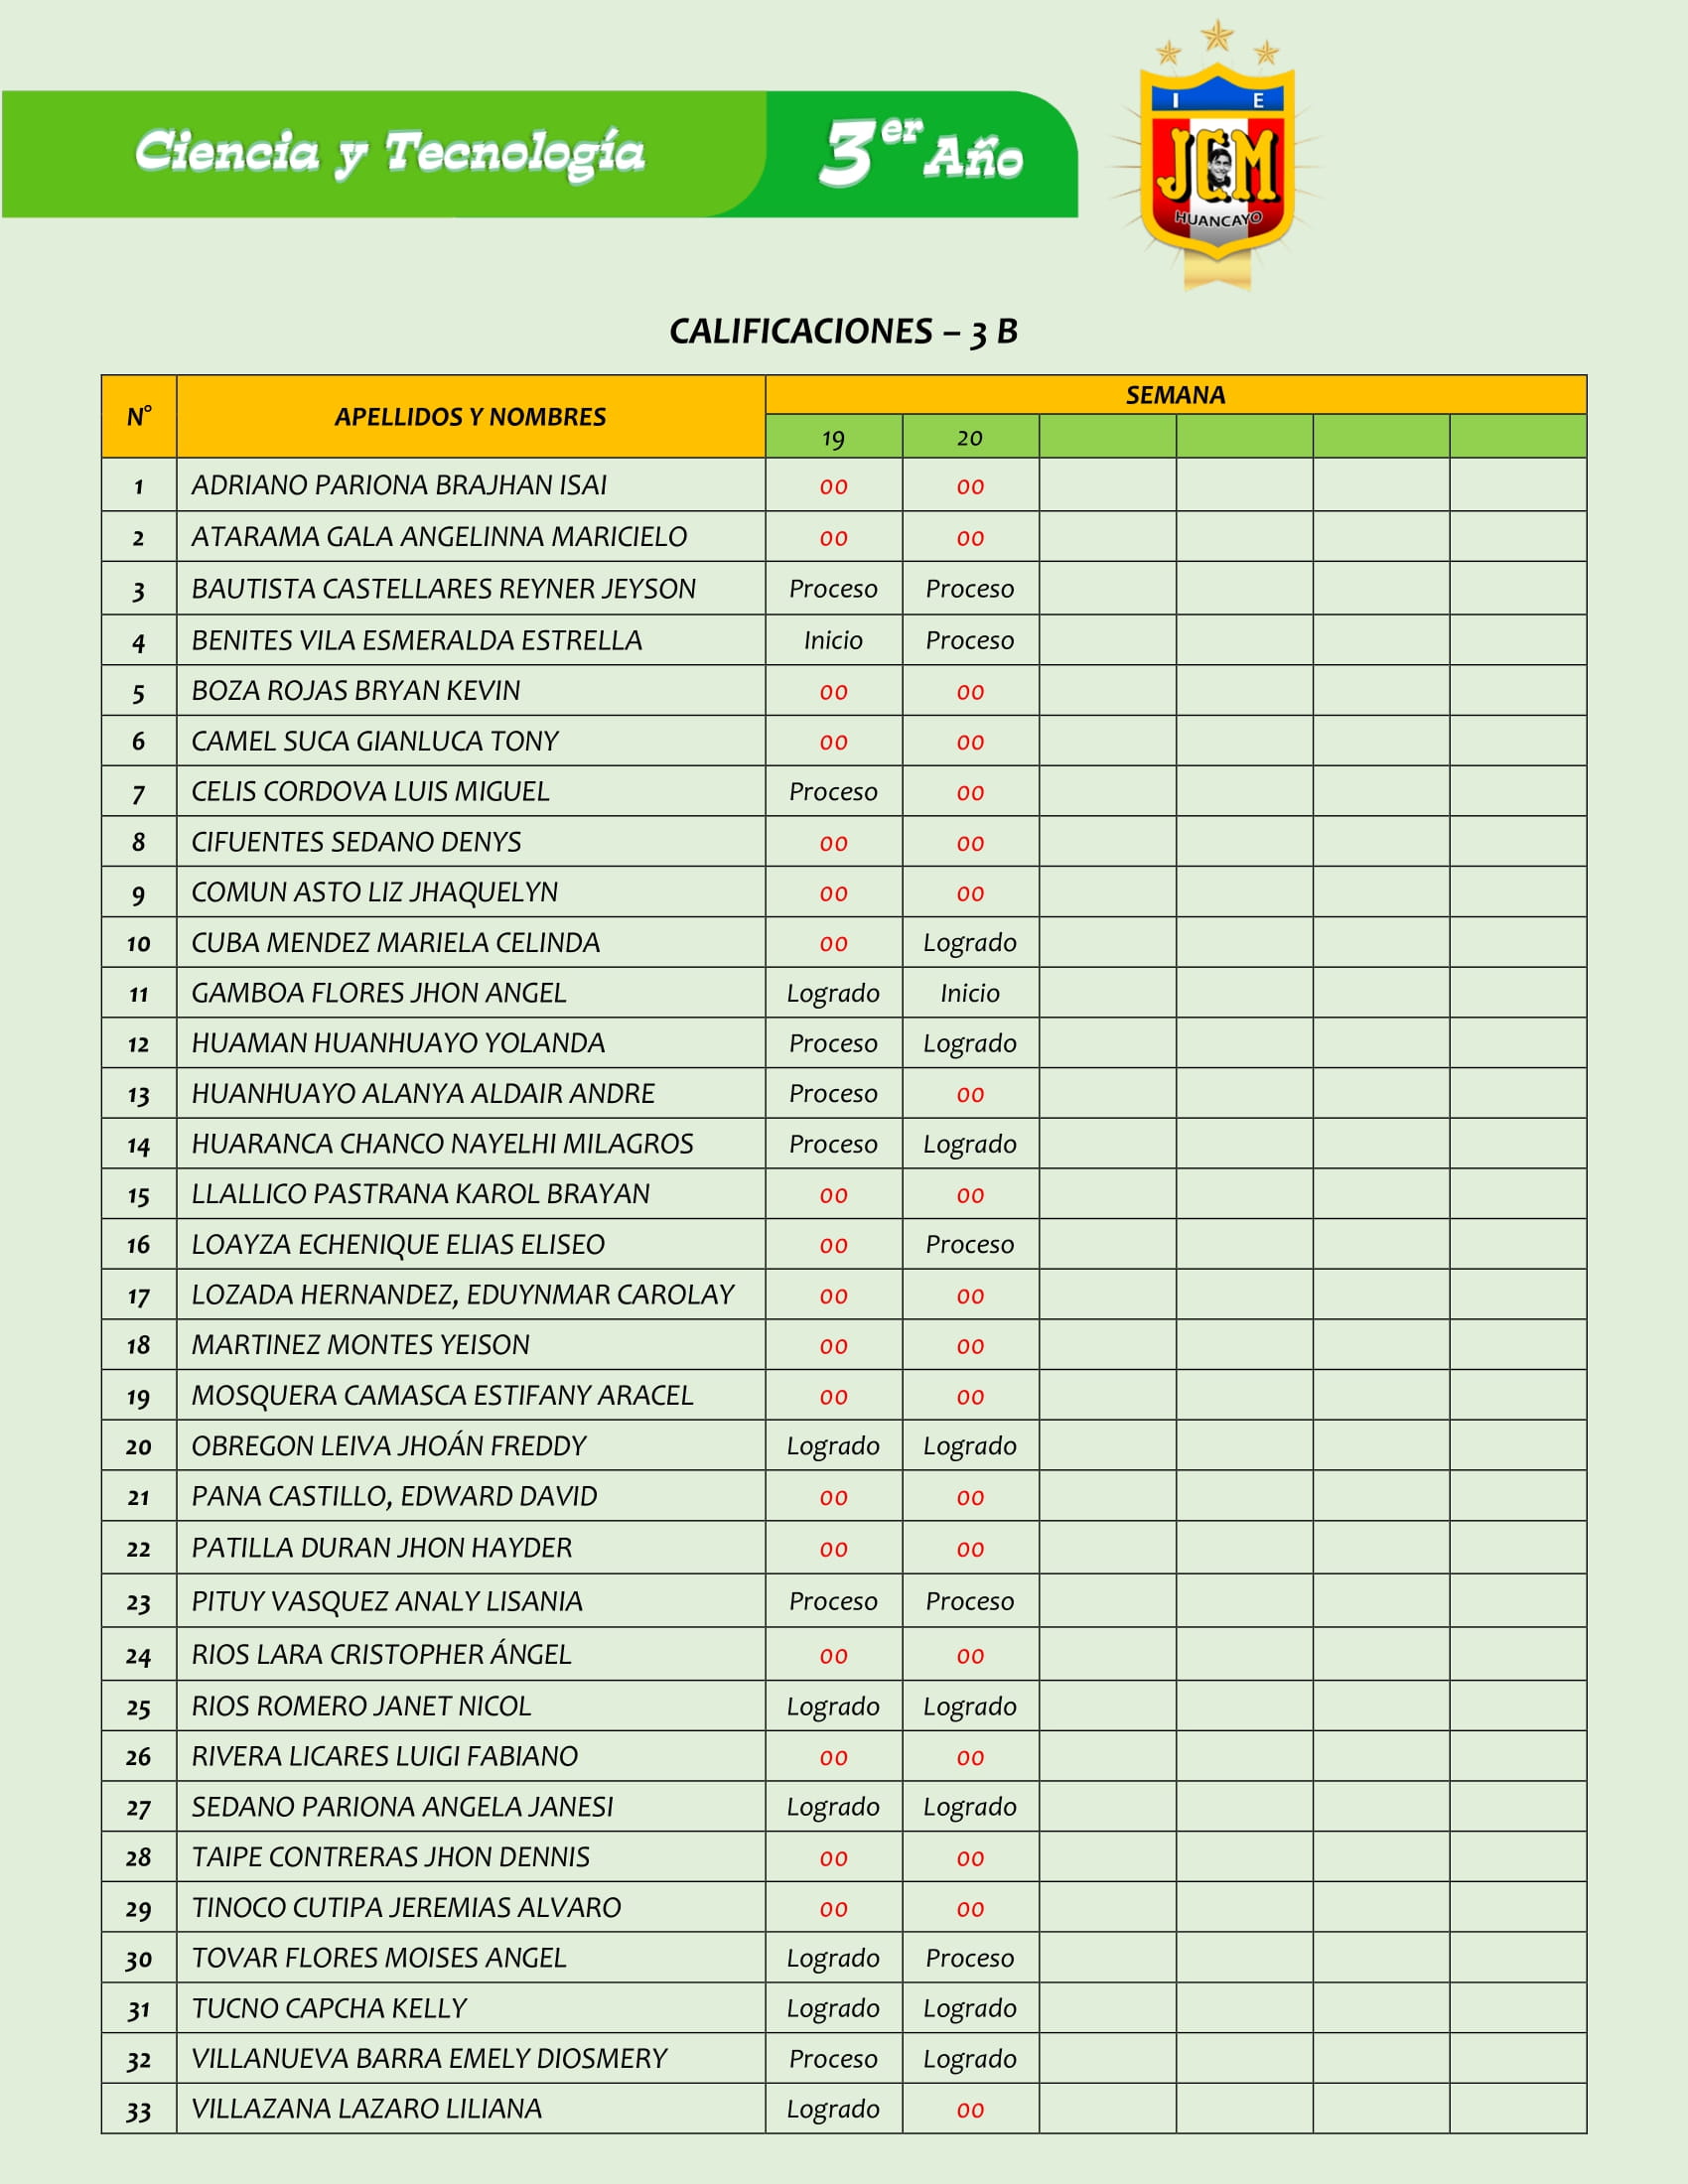 Ciencia y Tecnología 3er Año
I E
JCM
HUANCAYO
CALIFICACIONES – 3 B
N° APELLIDOS Y NOMBRES SEMANA
19 20
1 ADRIANO PARIONA BRAJHAN ISAI 00 00
2 ATARAMA GALA ANGELINNA MARICIELO 00 00
3 BAUTISTA CASTELLARES REYNER JEYSON Proceso Proceso
4 BENITES VILA ESMERALDA ESTRELLA Inicio Proceso
5 BOZA ROJAS BRYAN KEVIN 00 00
6 CAMEL SUCA GIANLUCA TONY 00 00
7 CELIS CORDOVA LUIS MIGUEL Proceso 00
8 CIFUENTES SEDANO DENYS 00 00
9 COMUN ASTO LIZ JHAQUELYN 00 00
10 CUBA MENDEZ MARIELA CELINDA 00 Logrado
11 GAMBOA FLORES JHON ANGEL Logrado Inicio
12 HUAMAN HUANHUAYO YOLANDA Proceso Logrado
13 HUANHUAYO ALANYA ALDAIR ANDRE Proceso 00
14 HUARANCA CHANCO NAYELHI MILAGROS Proceso Logrado
15 LLALLICO PASTRANA KAROL BRAYAN 00 00
16 LOAYZA ECHENIQUE ELIAS ELISEO 00 Proceso
17 LOZADA HERNANDEZ, EDUYNMAR CAROLAY 00 00
18 MARTINEZ MONTES YEISON 00 00
19 MOSQUERA CAMASCA ESTIFANY ARACEL 00 00
20 OBREGON LEIVA JHOÁN FREDDY Logrado Logrado
21 PANA CASTILLO, EDWARD DAVID 00 00
22 PATILLA DURAN JHON HAYDER 00 00
23 PITUY VASQUEZ ANALY LISANIA Proceso Proceso
24 RIOS LARA CRISTOPHER ÁNGEL 00 00
25 RIOS ROMERO JANET NICOL Logrado Logrado
26 RIVERA LICARES LUIGI FABIANO 00 00
27 SEDANO PARIONA ANGELA JANESI Logrado Logrado
28 TAIPE CONTRERAS JHON DENNIS 00 00
29 TINOCO CUTIPA JEREMIAS ALVARO 00 00
30 TOVAR FLORES MOISES ANGEL Logrado Proceso
31 TUCNO CAPCHA KELLY Logrado Logrado
32 VILLANUEVA BARRA EMELY DIOSMERY Proceso Logrado
33 VILLAZANA LAZARO LILIANA Logrado 00